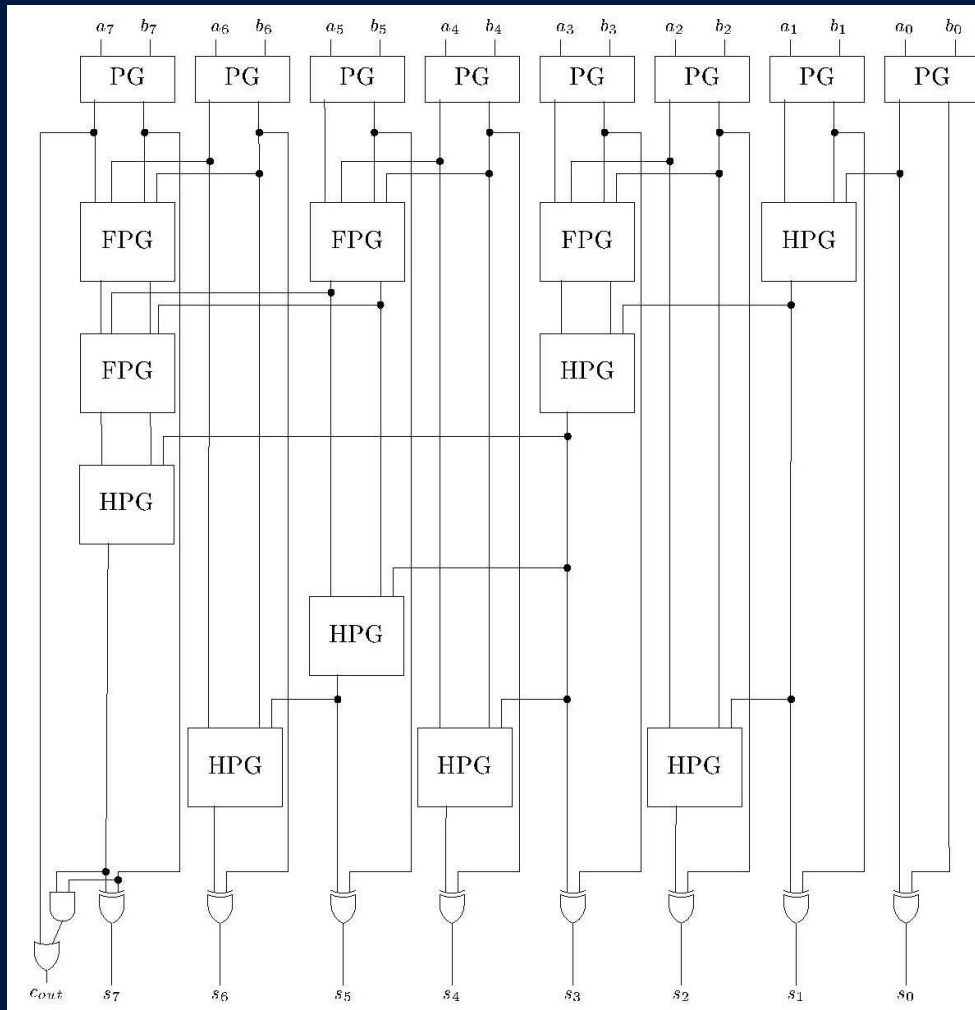 a7 b7 a6 b6 a5 b5 a4 b4 a3 b3 a2 b2 a1 b1 a0 b0
PG PG PG PG PG PG PG PG
FPG FPG FPG HPG
FPG HPG
HPG
HPG
HPG HPG HPG
cout s7 s6 s5 s4 s3 s2 s1 s0